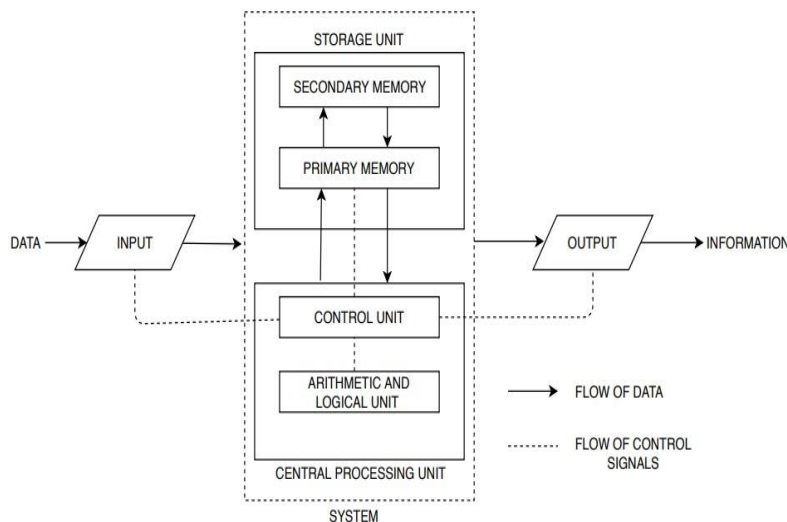 STORAGE UNIT
SECONDARY MEMORY
PRIMARY MEMORY
DATA
INPUT
OUTPUT
INFORMATION
CONTROL UNIT
ARITHMETIC AND
LOGICAL UNIT
CENTRAL PROCESSING UNIT
SYSTEM
FLOW OF DATA
FLOW OF CONTROL
SIGNALS